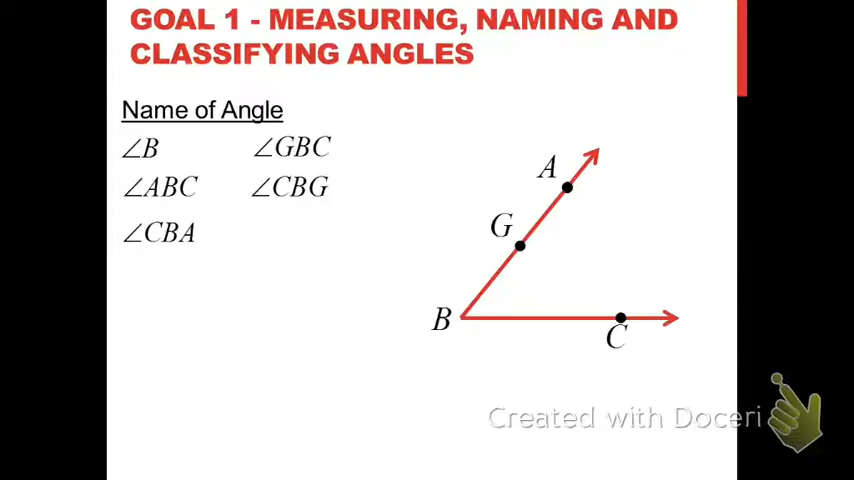 GOAL 1 - MEASURING, NAMING AND
CLASSIFYING ANGLES
Name of Angle
∠B ∠GBC
∠ABC ∠CBG
∠CBA
A
G
B
C
Created with Doceri